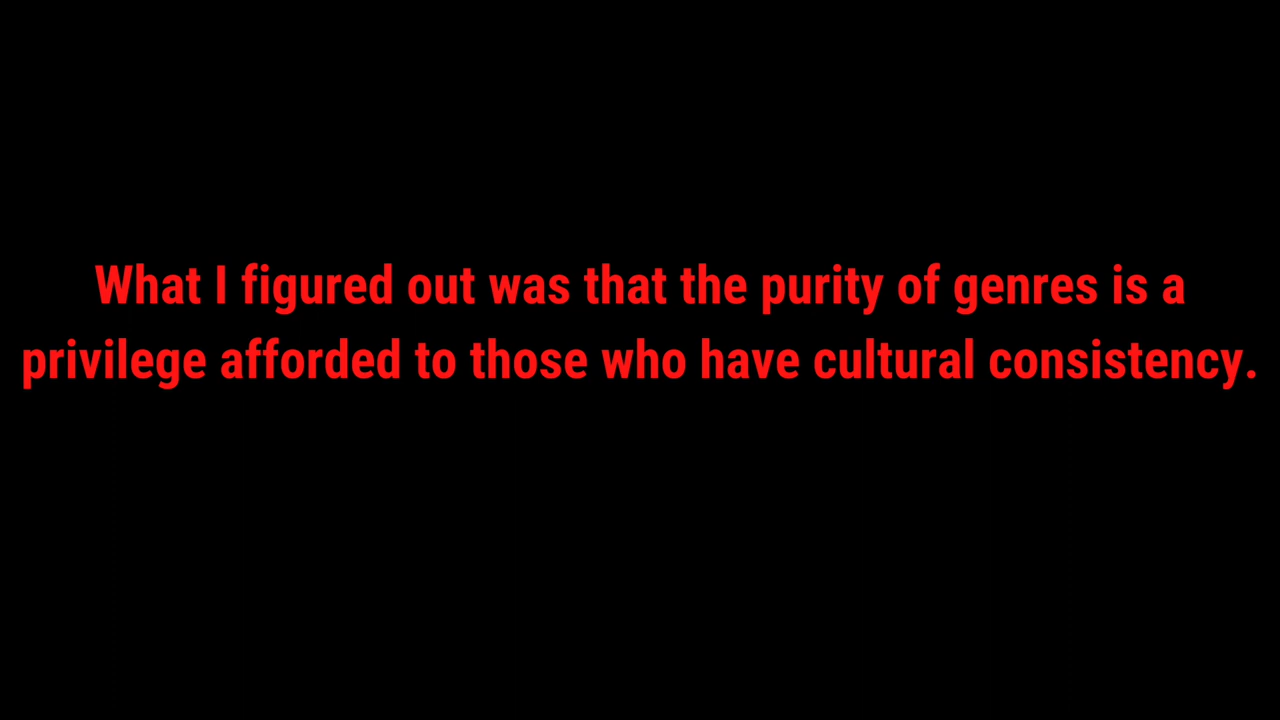 What I figured out was that the purity of genres is a
privilege afforded to those who have cultural consistency.